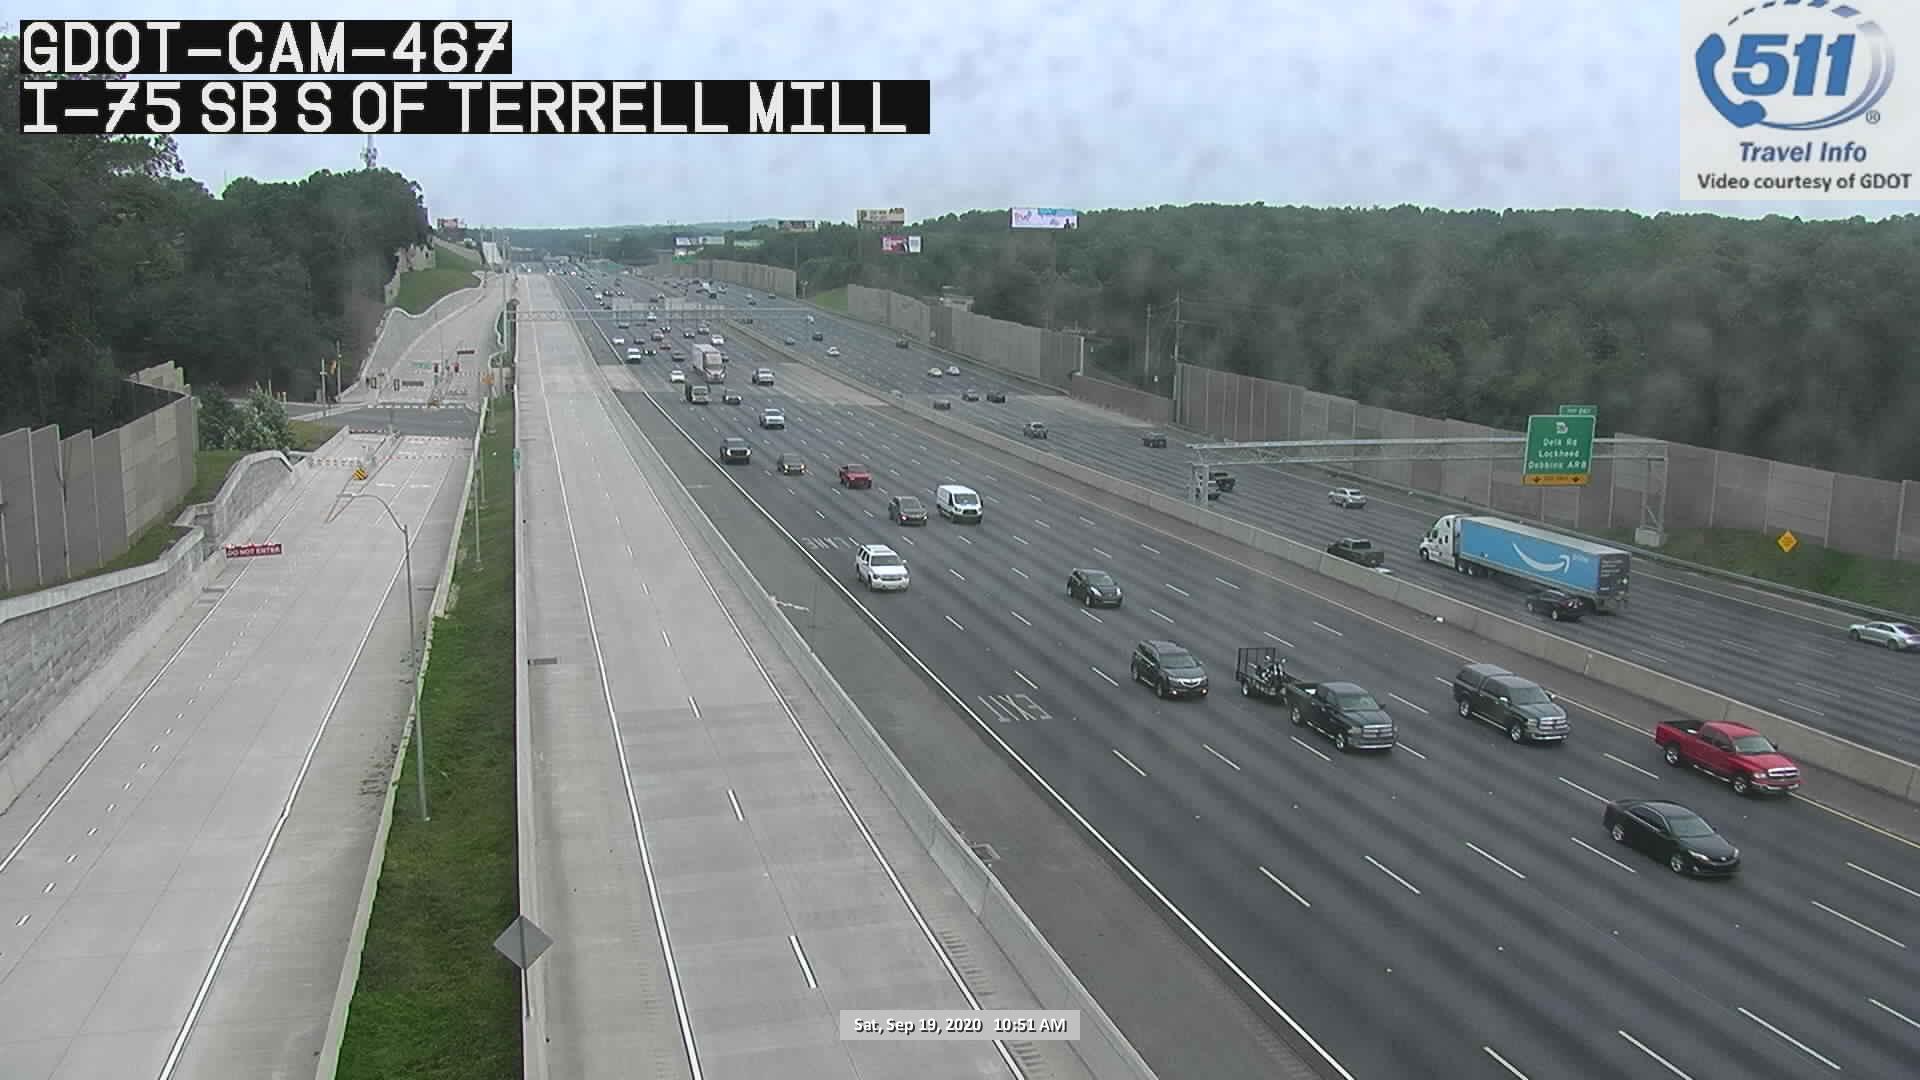 GDOT-CAM-467
I-75 SB S OF TERRELL MILL
511
®
Travel Info
Video courtesy of GDOT
Delk Rd
Lockheed
Dobbins ARB
DO NOT ENTER
LANE
EXIT
Sat, Sep 19, 2020 10:51 AM